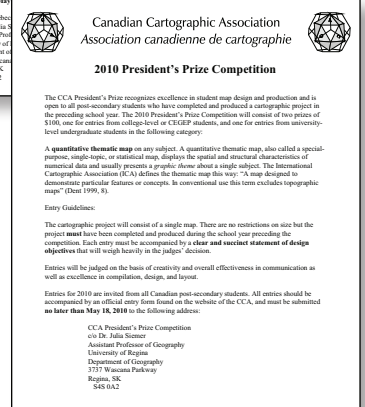 Canadian Cartographic Association
Association canadienne de cartografie
2010 President's Prize Competition
The CCA President's Prize recognizes excellence in student map design and production and is
open to all post-secondary students who have completed and produced a cartographic project in
the preceding school year. The 2010 President's Prize Competition will consist of two prizes of
$100, one for entries from college-level or CEGEP students, and one for entries from university-
level undergraduate students in the following category:
A quantitative thematic map on any subject. A quantitative thematic map, also called a special-
purpose, single-topic, or statistical map, displays the spatial and structural characteristics of
numerical data and usually presents a graphic theme about a single subject. The International
Cartographic Association (ICA) defines the thematic map this way: “A map designed to
demonstrate particular features or concepts. In conventional use this term excludes topographic
maps” (Dent 1999, 8).
Entry Guidelines:
The cartographic project will consist of a single map. There are no restrictions on size but the
project must have been completed and produced during the school year preceding the
competition. Each entry must be accompanied by a clear and succinct statement of design
objectives that will weigh heavily in the judges' decision.
Entries will be judged on the basis of creativity and overall effectiveness in communication as
well as excellence in compilation, design, and layout.
Entries for 2010 are invited from all Canadian post-secondary students. All entries should be
accompanied by an official entry form found on the website of the CCA, and must be submitted
no later than May 18, 2010 to the following address:
CCA President's Prize Competition
c/o Dr. Julia Siemer
Assistant Professor of Geography
University of Regina
Department of Geography
3737 Wascana Parkway
Regina, SK
S4S 0A2